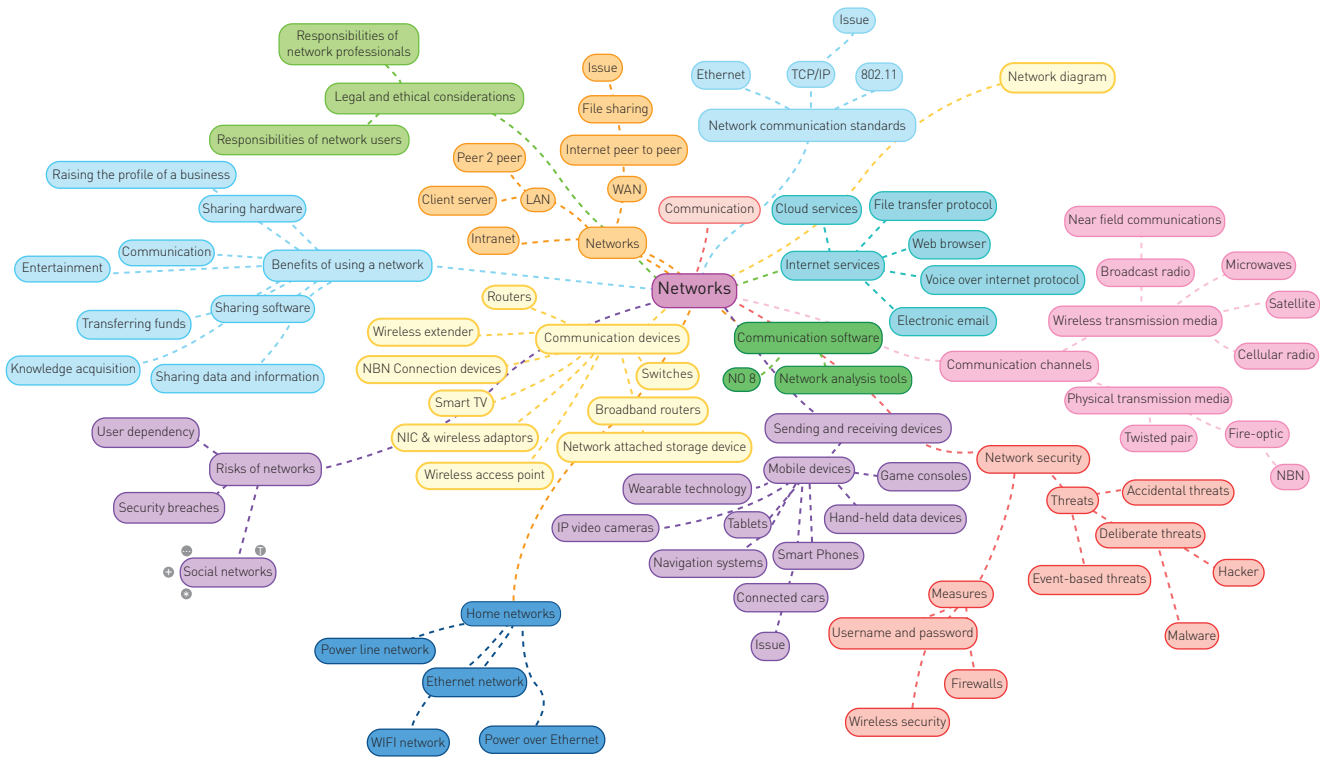 Issue
Responsibilities of
network professionals
Issue
Ethernet
TCP/IP
802.11
Network diagram
Legal and ethical considerations
File sharing
Network communication standards
Responsibilities of network users
Internet peer to peer
Peer 2 peer
Raising the profile of a business
WAN
Client server
LAN
Sharing hardware
Communication
Cloud services
File transfer protocol
Near field communications
Intranet
Networks
Web browser
Communication
Entertainment
Benefits of using a network
Internet services
Voice over internet protocol
Broadcast radio
Microwaves
Networks
Routers
Sharing software
Satellite
Transferring funds
Wireless extender
Communication devices
Communication software
Electronic email
Wireless transmission media
Cellular radio
Knowledge acquisition
Sharing data and information
NBN Connection devices
Switches
NO 8
Network analysis tools
Communication channels
Smart TV
Broadband routers
Physical transmission media
User dependency
NIC & wireless adaptors
Network attached storage device
Sending and receiving devices
Twisted pair
Fire-optic
Risks of networks
Wireless access point
Mobile devices
Game consoles
Network security
NBN
Security breaches
Wearable technology
Threats
Accidental threats
IP video cameras
Tablets
Hand-held data devices
Deliberate threats
Social networks
Navigation systems
Smart Phones
Event-based threats
Hacker
Home networks
Connected cars
Measures
Power line network
Issue
Username and password
Malware
Ethernet network
Firewalls
WIFI network
Power over Ethernet
Wireless security